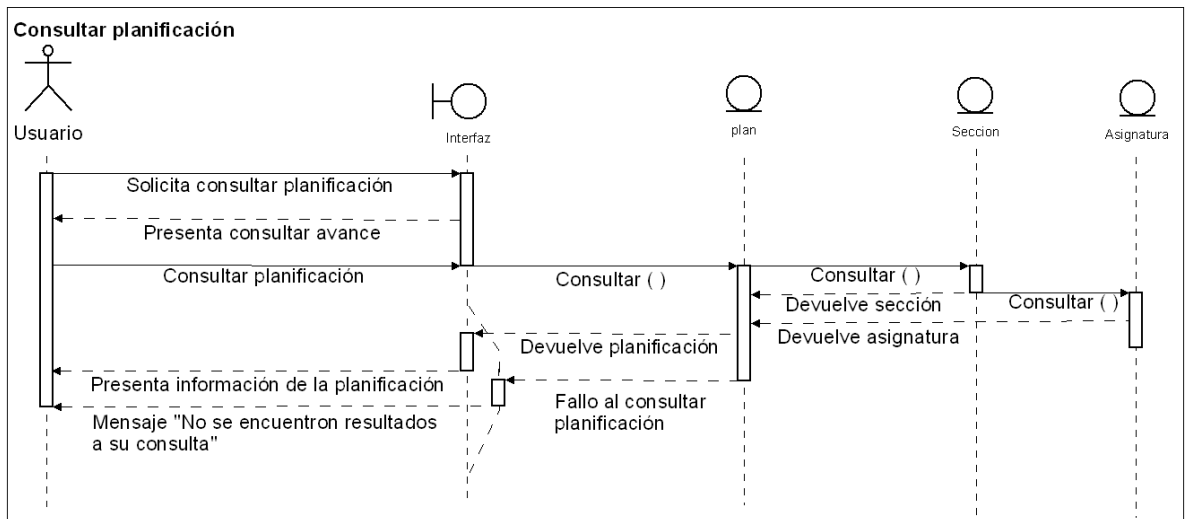 Consultar planificación
Usuario
Interfaz
plan
Seccion
Asignatura
Solicita consultar planificación
Presenta consultar avance
Consultar planificación
Consultar ( )
Consultar ( )
Devuelve sección
Consultar ( )
Devuelve asignatura
Devuelve planificación
Presenta información de la planificación
Fallo al consultar
planificación
Mensaje "No se encuentron resultados
a su consulta"